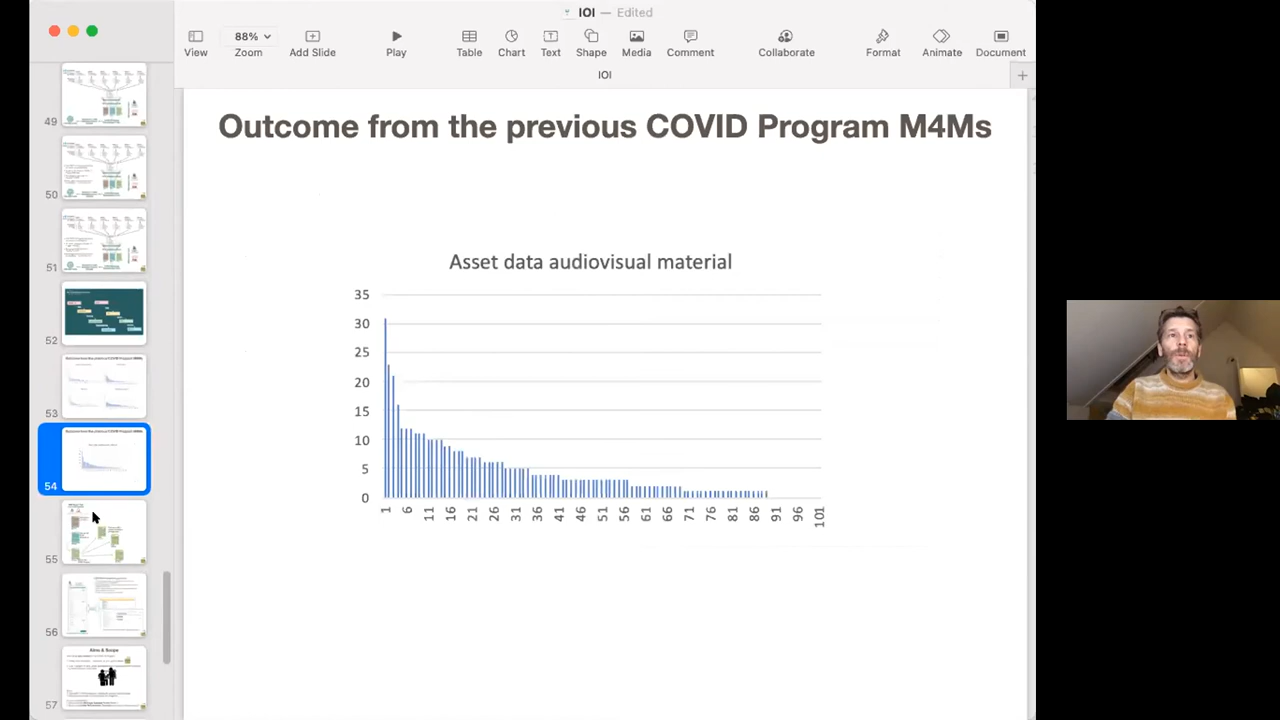 IOI — Edited
88%
View
Zoom
Add Slide
Play
Table
Chart
Text
Shape
Media
Comment
Collaborate
Format
Animate
Document
IOI
49
50
51
52
53
54
55
56
Aims & Scope
57
Outcome from the previous COVID Program M4Ms
Asset data audiovisual material
35
30
25
20
15
10
5
0
1 6 11 16 21 26 31 36 41 46 51 56 61 66 71 76 81 86 91 96 101